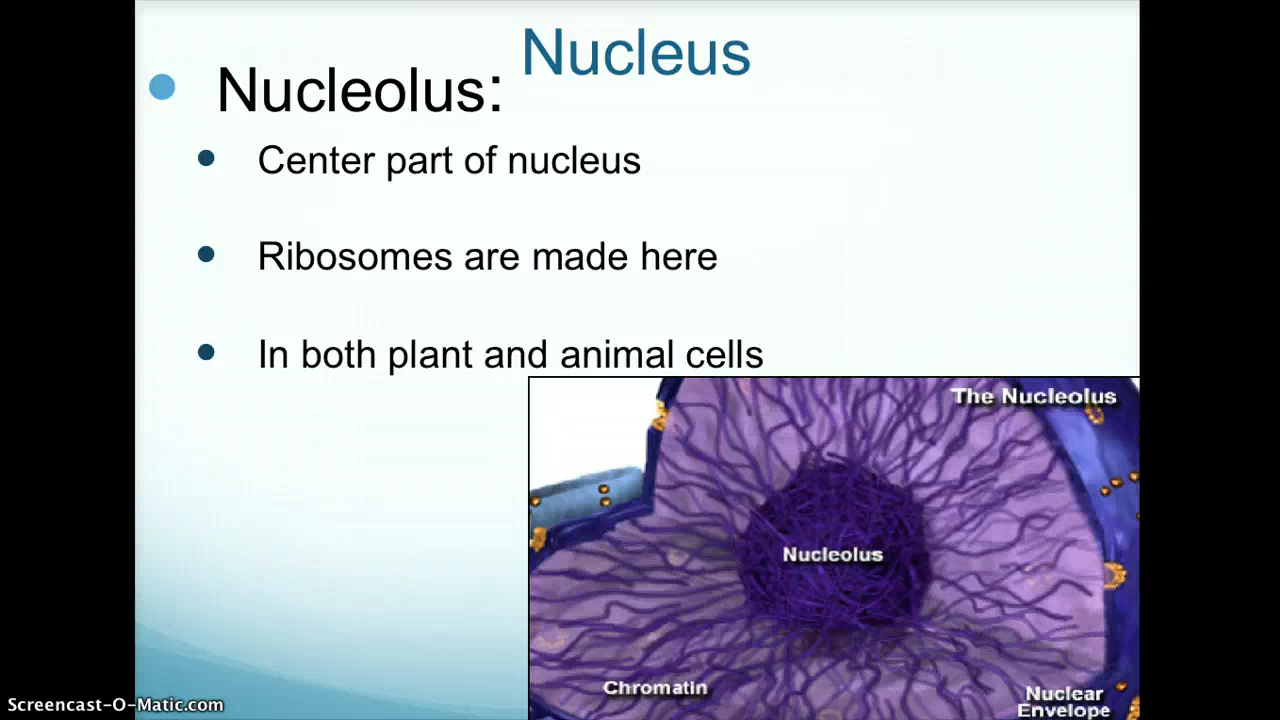 Nucleus
Nucleolus:
Center part of nucleus
Ribosomes are made here
In both plant and animal cells
The Nucleolus
Nucleolus
Chromatin
Nuclear
Envelope
Screencast-O-Matic.com